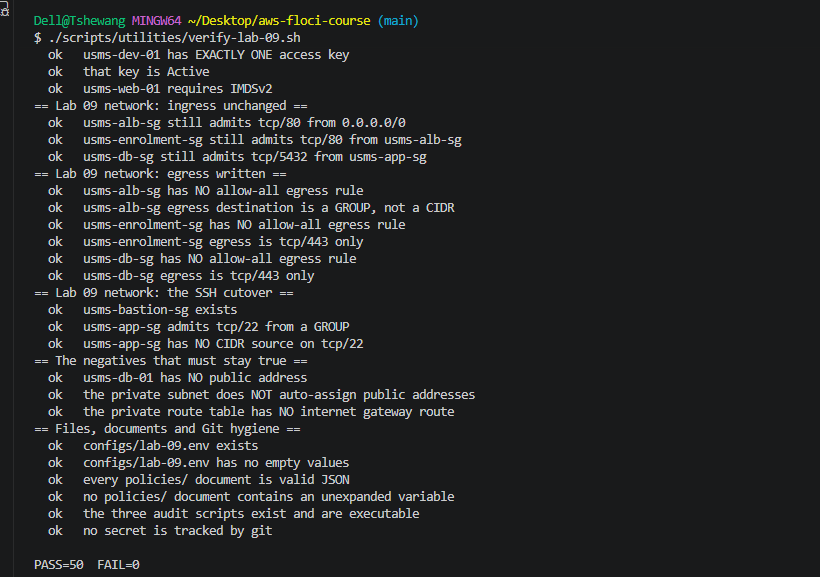 Dell@Tshewang MINGW64 ~/Desktop/aws-floci-course (main)
$ ./scripts/utilities/verify-lab-09.sh
ok usms-dev-01 has EXACTLY ONE access key
ok that key is Active
ok usms-web-01 requires IMDSv2
== Lab 09 network: ingress unchanged ==
ok usms-alb-sg still admits tcp/80 from 0.0.0.0/0
ok usms-enrolment-sg still admits tcp/80 from usms-alb-sg
ok usms-db-sg still admits tcp/5432 from usms-app-sg
== Lab 09 network: egress written ==
ok usms-alb-sg has NO allow-all egress rule
ok usms-alb-sg egress destination is a GROUP, not a CIDR
ok usms-enrolment-sg has NO allow-all egress rule
ok usms-enrolment-sg egress is tcp/443 only
ok usms-db-sg has NO allow-all egress rule
ok usms-db-sg egress is tcp/443 only
== Lab 09 network: the SSH cutover ==
ok usms-bastion-sg exists
ok usms-app-sg admits tcp/22 from a GROUP
ok usms-app-sg has NO CIDR source on tcp/22
== The negatives that must stay true ==
ok usms-db-01 has NO public address
ok the private subnet does NOT auto-assign public addresses
ok the private route table has NO internet gateway route
== Files, documents and Git hygiene ==
ok configs/lab-09.env exists
ok configs/lab-09.env has no empty values
ok every policies/ document is valid JSON
ok no policies/ document contains an unexpanded variable
ok the three audit scripts exist and are executable
ok no secret is tracked by git
PASS=50 FAIL=0